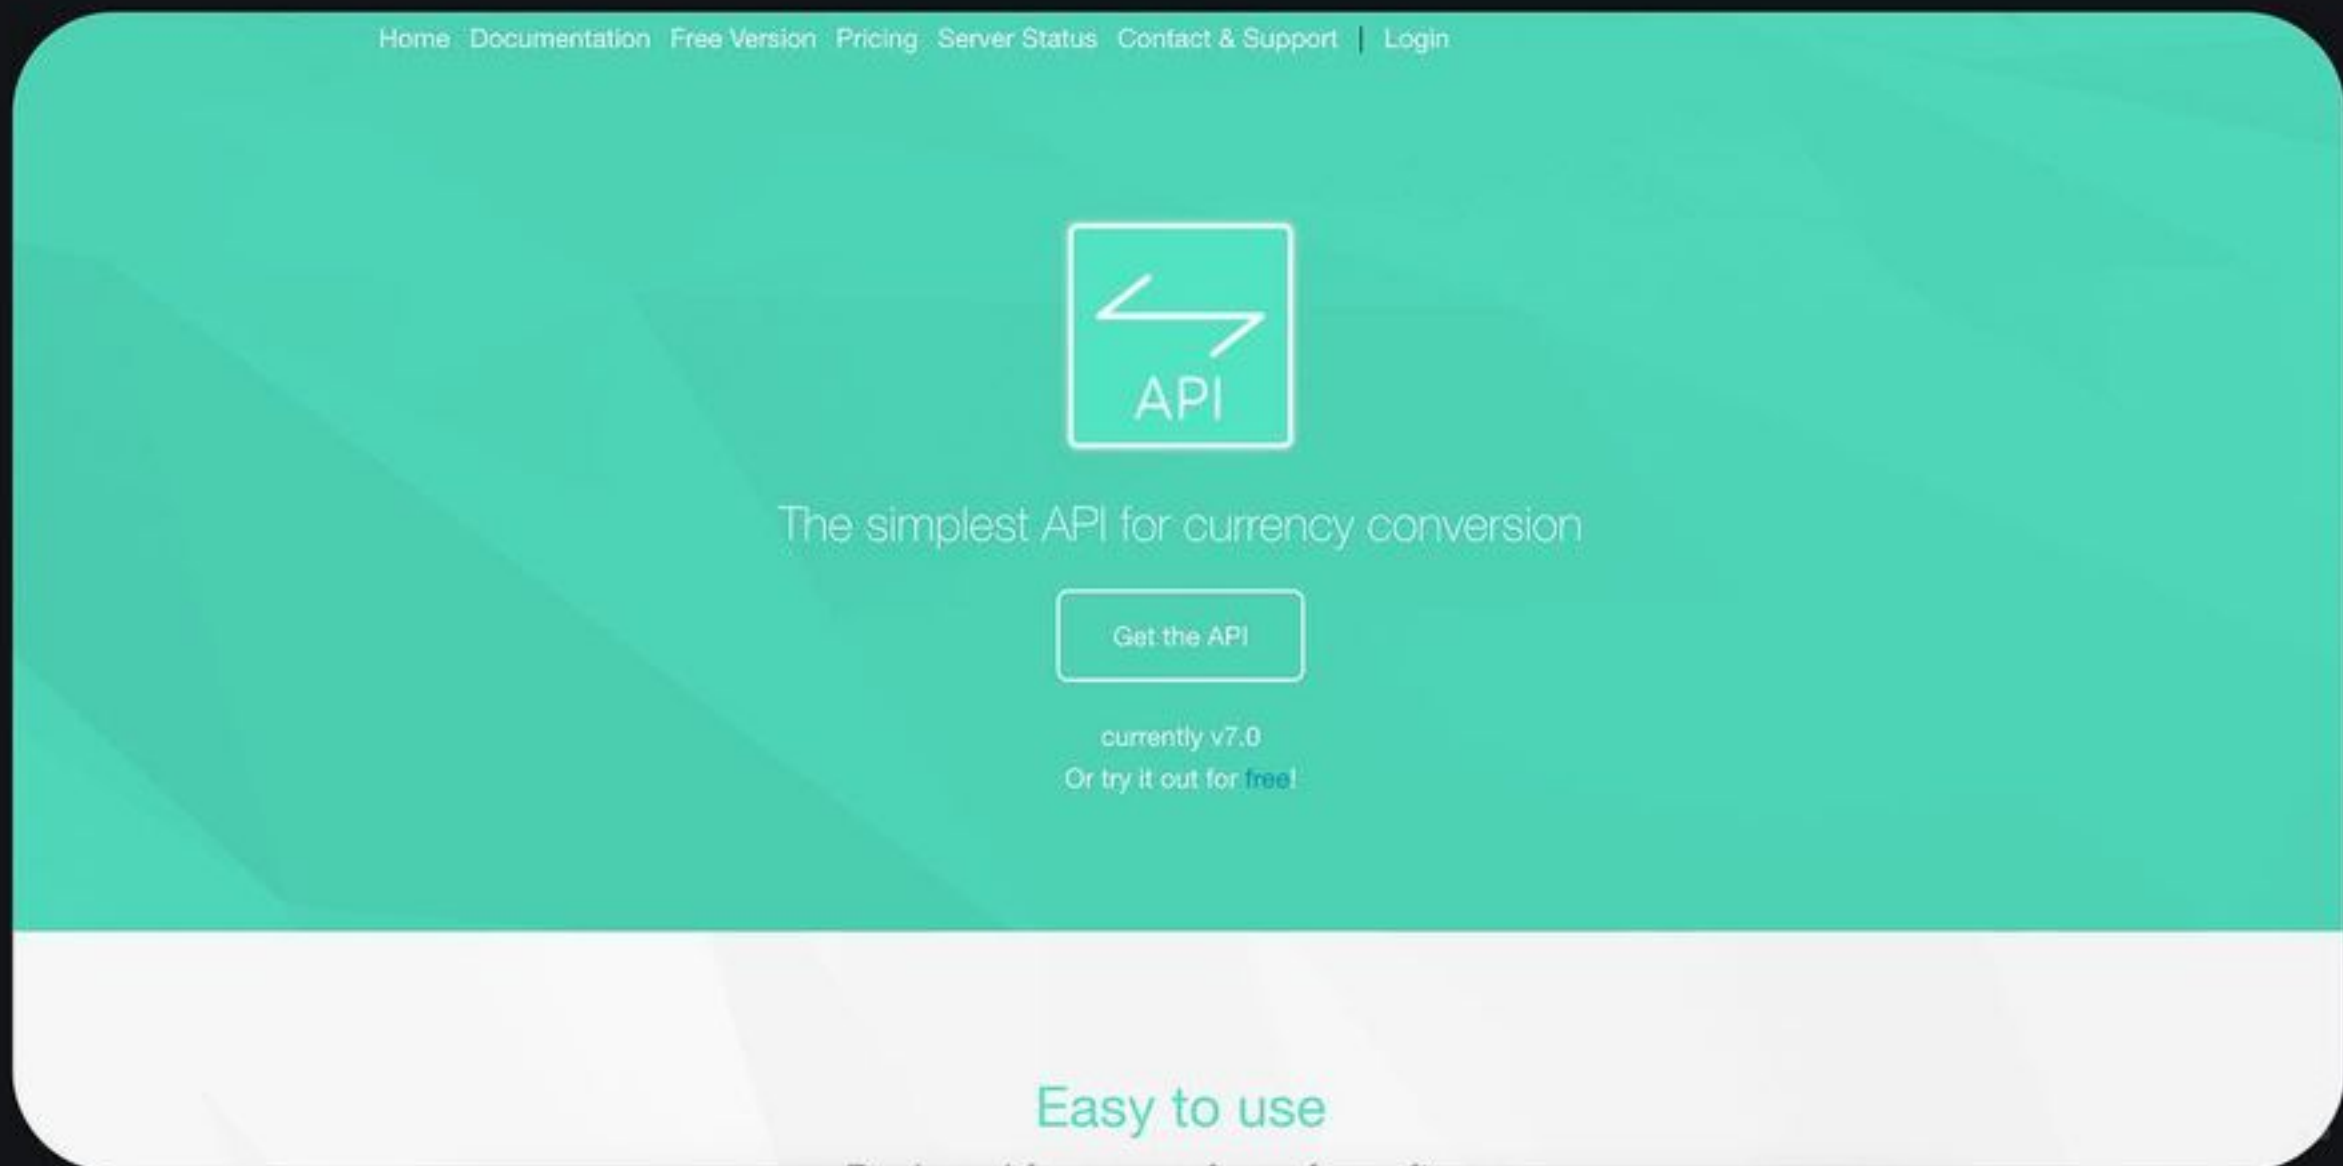 Home Documentation Free Version Pricing Server Status Contact & Support | Login
API
The simplest API for currency conversion
Get the API
currently v7.0
Or try it out for free!
Easy to use